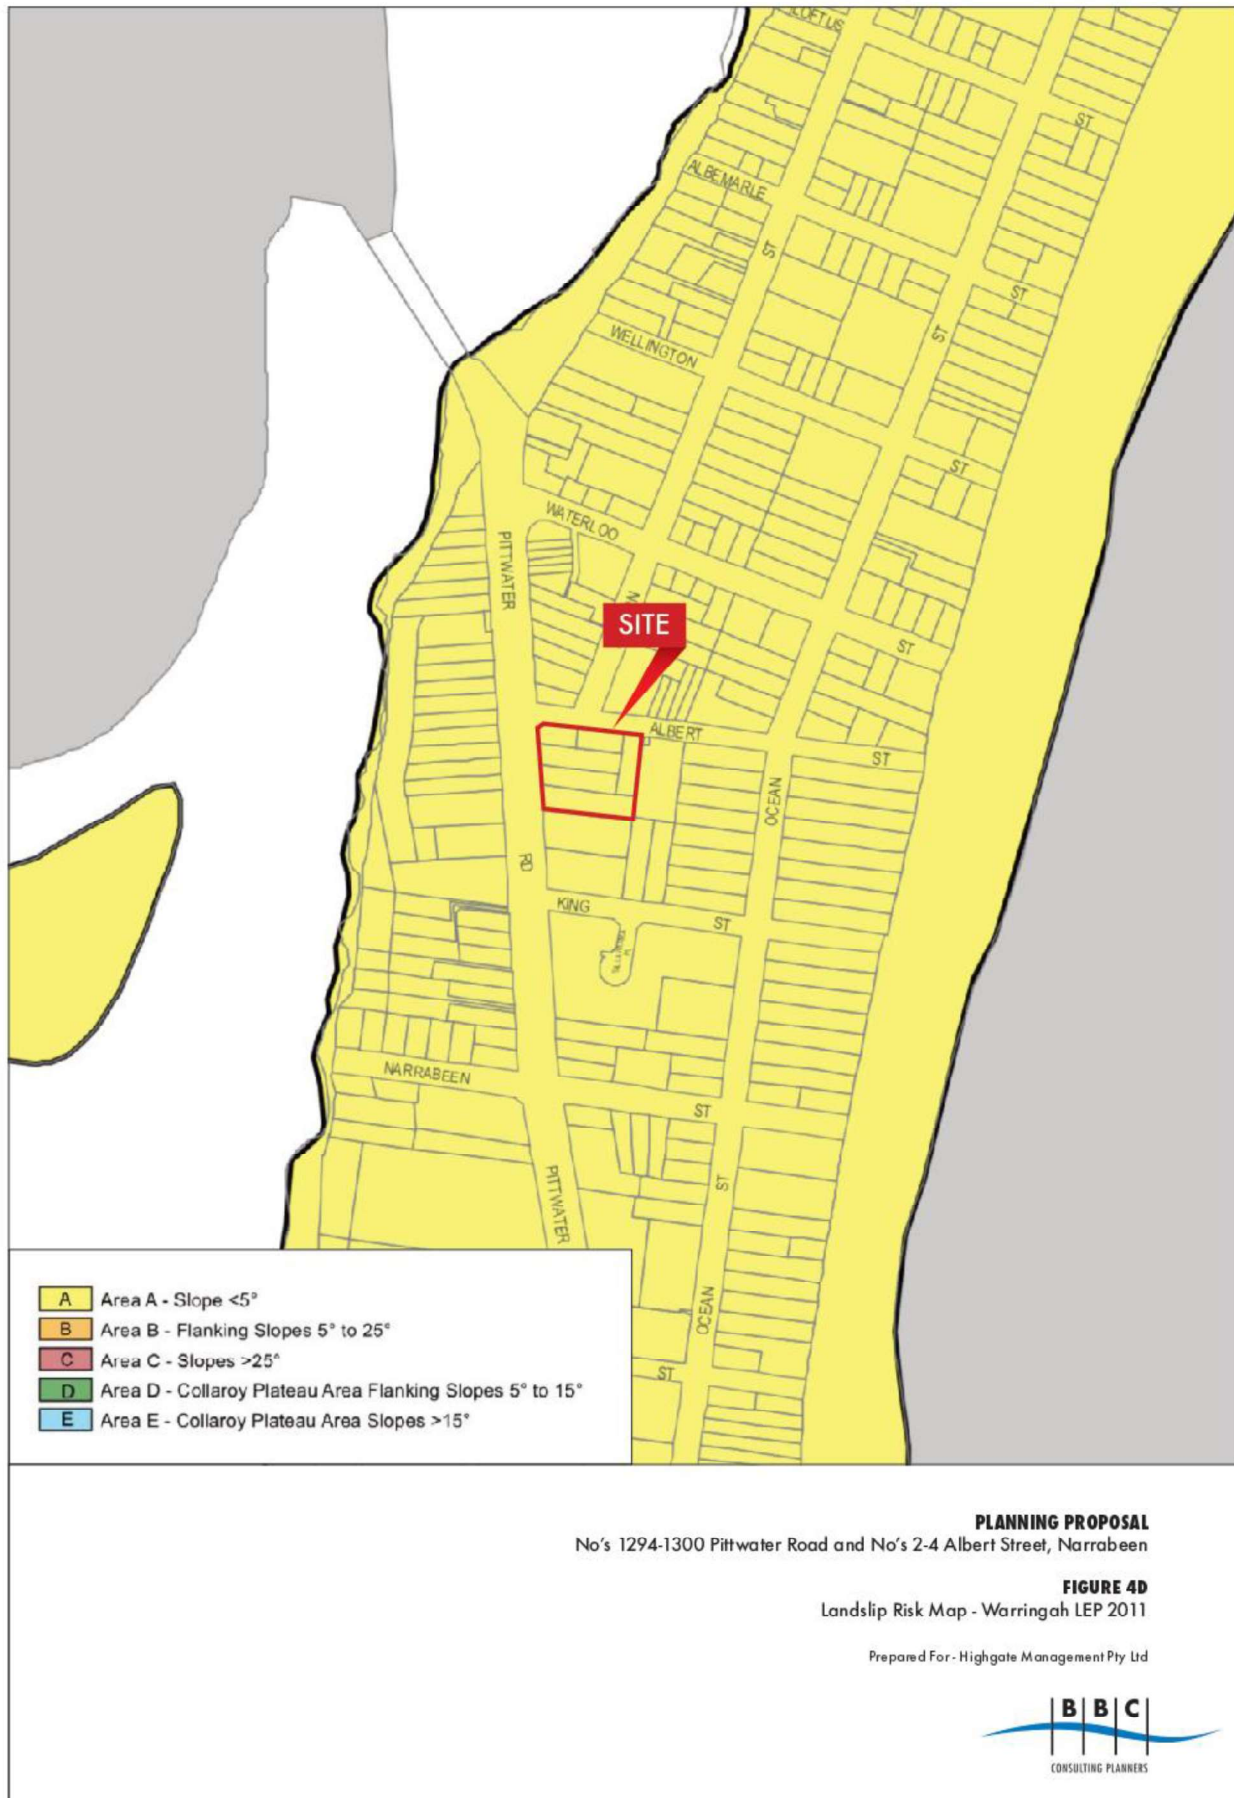 LOFTUS
ST
ALBEMARLE
ST
ST
WELLINGTON
ST
ST
WATERLOO
PITTWATER
SITE
ST
ALBERT
ST
OCEAN
RD
KING
ST
NARRABEEN
ST
PITTWATER
ST
OCEAN
ST
A Area A - Slope <5°
B Area B - Flanking Slopes 5° to 25°
C Area C - Slopes >25°
D Area D - Collaroy Plateau Area Flanking Slopes 5° to 15°
E Area E - Collaroy Plateau Area Slopes >15°
PLANNING PROPOSAL
No's 1294-1300 Pittwater Road and No's 2-4 Albert Street, Narrabeen
FIGURE 4D
Landslip Risk Map - Warringah LEP 2011
Prepared For - Highgate Management Pty Ltd
BBC
CONSULTING PLANNERS